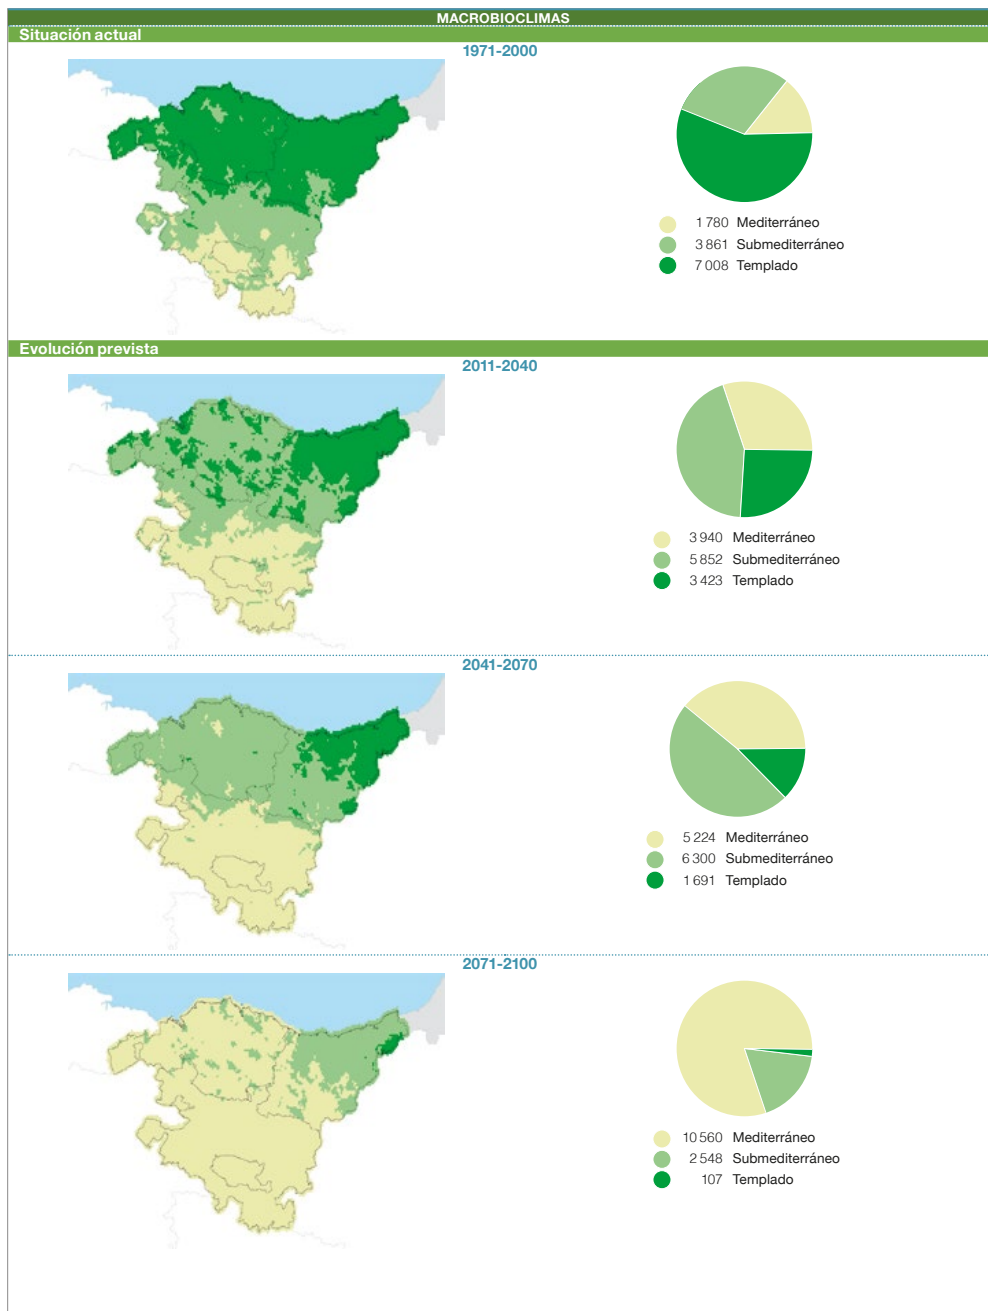 MACROBIOCLIMAS
Situación actual
1971-2000
1 780 Mediterráneo
3 861 Submediterráneo
7 008 Templado
Evolución prevista
2011-2040
3 940 Mediterráneo
5 852 Submediterráneo
3 423 Templado
2041-2070
5 224 Mediterráneo
6 300 Submediterráneo
1 691 Templado
2071-2100
10 560 Mediterráneo
2 548 Submediterráneo
107 Templado